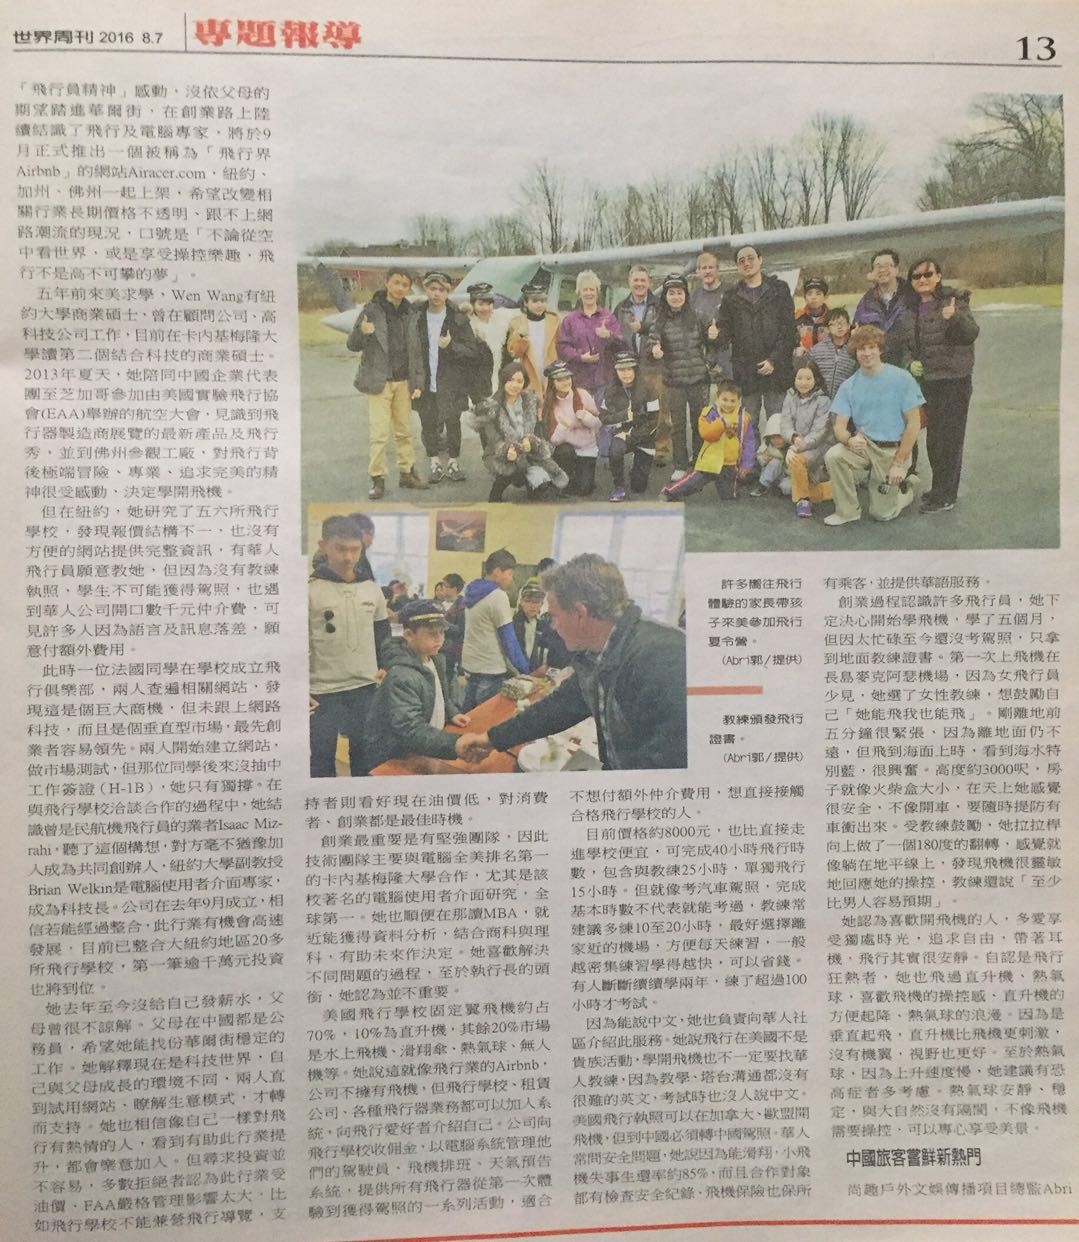 世界周刊 2016 8.7
專題報導
13
「飛行員精神」感動，沒依父母的
期望踏進華爾街，在創業路上陸
續結識了飛行及電腦專家，將於9
月正式推出一個被稱為「飛行界
Airbnb」的網站Airacer.com，紐約、
加州、佛州一起上架，希望改變相
關行業長期價格不透明、跟不上網
路潮流的現況，口號是「不論從空
中看世界，或是享受操控樂趣，飛
行不是高不可攀的夢」。
五年前來美求學，Wen Wang有紐
約大學商業碩士、曾在顧問公司、高
科技公司工作，目前在卡內基梅隆大
學讀第二個結合科技的商業碩士。
2013年夏天，她陪同中國企業代表
團至芝加哥參加由美國實驗飛行協
會(EAA)舉辦的航空大會，見識到飛
行器製造商展覽的最新產品及飛行
秀，並到佛州參觀工廠，對飛行背
後極端冒險、專業、追求完美的精
神很受感動，決定學開飛機。
但在紐約，她研究了五六所飛行
學校，發現報價結構不一，也沒有
方便的網站提供完整資訊，有華人
飛行員願意教她，但因為沒有教練
執照，學生不可能獲得駕照，也遇
到華人公司開口數千元仲介費，可
見許多人因為語言及訊息落差，願
意付額外費用。
此時一位法國同學在學校成立飛
行俱樂部，兩人查遍相關網站，發
現這是個巨大商機，但未跟上網路
科技，而且是個垂直型市場，最先創
業者容易領先。兩人開始建立網站，
做市場測試，但那位同學後來沒抽中
工作簽證（H-1B），她只有獨撐。在
與飛行學校洽談合作的過程中，她結
識曾是民航機飛行員的業者Isaac Miz-
rahi，聽了這個構想，對方毫不猶豫加
入成為共同創辦人，紐約大學副教授
Brian Welkin是電腦使用者介面專家，
成為科技長。公司在去年9月成立，相
信若能經過整合，此行業有機會高速
發展，目前已整合大紐約地區20多
所飛行學校，第一筆逾千萬元投資
也將到位。
她去年至今沒給自己發薪水，父
母曾很不諒解。父母在中國都是公
務員，希望她能找份華爾街穩定的
工作。她解釋現在是科技世界，自
己與父母成長的環境不同，兩人直
到試用網站、瞭解生意模式，才轉
而支持。她也相信像自己一樣對飛
行有熱情的人，看到有助此行業提
升，都會樂意加入。但尋求投資並
不容易，多數拒絕者認為此行業受
油價、FAA嚴格管理影響太大，比
如飛行學校不能兼營飛行導覽，支
持者則看好現在油價低，對消費
者、創業都是最佳時機。
創業最重要是有堅強團隊，因此
技術團隊主要與電腦全美排名第一
的卡內基梅隆大學合作，尤其是該
校著名的電腦使用者介面研究，全
球第一。她也順便在那讀MBA，就
近能獲得資料分析，結合商科與理
科，有助未來作決定。她喜歡解決
不同問題的過程，至於執行長的頭
銜，她認為並不重要。
美國飛行學校固定翼飛機約占
70%，10%為直升機，其餘20%市場
是水上飛機、滑翔傘、熱氣球、無人
機等。她說這就像飛行業的Airbnb，
公司不擁有飛機，但飛行學校、租賃
公司、各種飛行器業務都可以加入系
統，向飛行愛好者介紹自己。公司向
飛行學校收佣金，以電腦系統管理他
們的駕駛員、飛機排班、天氣預告
系統，提供所有飛行器從第一次體
驗到獲得駕照的一系列活動，適合
不想付額外仲介費用，想直接接觸
合格飛行學校的人。
目前價格約8000元，也比直接走
進學校便宜，可完成40小時飛行時
數，包含與教練25小時，單獨飛行
15小時。但就像考汽車駕照，完成
基本時數不代表就能考過，教練常
建議多練10至20小時，最好選擇離
家近的機場，方便每天練習，一般
越密集練習學得越快，可以省錢。
有人斷斷續續學兩年，練了超過100
小時才考試。
因為能說中文，她也負責向華人社
區介紹此服務。她說飛行在美國不是
貴族活動，學開飛機也不一定要找華
人教練，因為教學、塔台溝通都沒有
很難的英文，考試時也沒人說中文。
美國飛行執照可以在加拿大、歐盟開
飛機，但到中國必須轉中國駕照。華人
常問安全問題，她說因為能滑翔，小飛
機失事生還率約85%，而且合作對象
都有檢查安全紀錄，飛機保險也保所
有乘客，並提供華語服務。
創業過程認識許多飛行員，她下
定決心開始學飛機，學了五個月，
但因太忙碌至今還沒考駕照，只拿
到地面教練證書。第一次上飛機在
長島麥克阿瑟機場，因為女飛行員
少見，她選了女性教練，想鼓勵自
己「她能飛我也能飛」。剛離地前
五分鐘很緊張，因為離地面仍不
遠，但飛到海面上時，看到海水特
別藍，很興奮。高度約3000呎，房
子就像火柴盒大小，在天上她感覺
很安全，不像開車，要隨時提防有
車衝出來。受教練鼓勵，她拉拉桿
向上做了一個180度的翻轉，感覺就
像躺在地平線上，發現飛機很靈敏
地回應她的操控，教練還說「至少
比男人容易預期」。
她認為喜歡開飛機的人，多愛享
受獨處時光，追求自由，帶著耳
機，飛行其實很安靜。自認是飛行
狂熱者，她也飛過直升機、熱氣
球，喜歡飛機的操控感、直升機的
方便起降、熱氣球的浪漫。因為是
垂直起飛，直升機比飛機更刺激，
沒有機翼，視野也更好。至於熱氣
球，因為上升速度慢，她建議有恐
高症者多考慮。熱氣球安靜、穩
定，與大自然沒有隔閡，不像飛機
需要操控，可以專心享受美景。
中國旅客嘗鮮新熱門
尚趣戶外文娛傳播項目總監Abri
許多嚮往飛行
體驗的家長帶孩
子來美參加飛行
夏令營。
（Abri郭/提供）
教練頒發飛行
證書。
（Abri郭/提供）